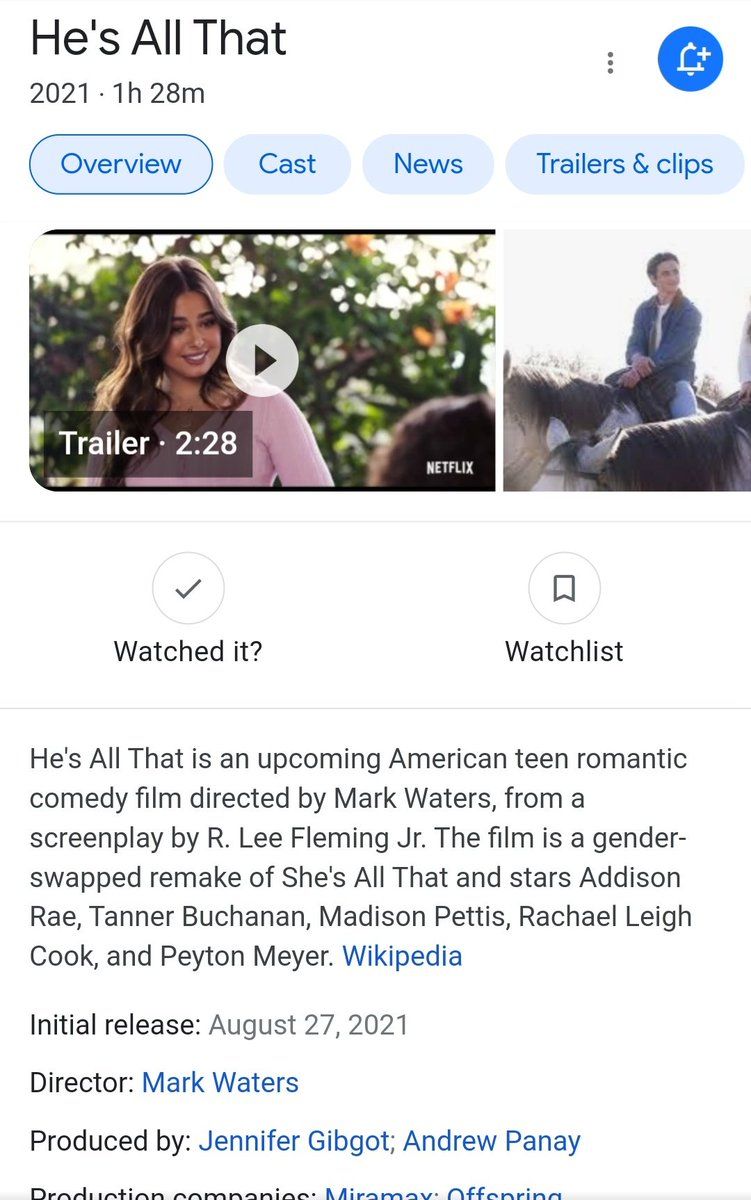 He's All That
2021 · 1h 28m
Overview
Cast
News
Trailers & clips
Trailer · 2:28
NETFLIX
Watched it?
Watchlist
He's All That is an upcoming American teen romantic
comedy film directed by Mark Waters, from a
screenplay by R. Lee Fleming Jr. The film is a gender-
swapped remake of She's All That and stars Addison
Rae, Tanner Buchanan, Madison Pettis, Rachael Leigh
Cook, and Peyton Meyer. Wikipedia
Initial release: August 27, 2021
Director: Mark Waters
Produced by: Jennifer Gibgot; Andrew Panay
Production companies: Miramax; Offspring